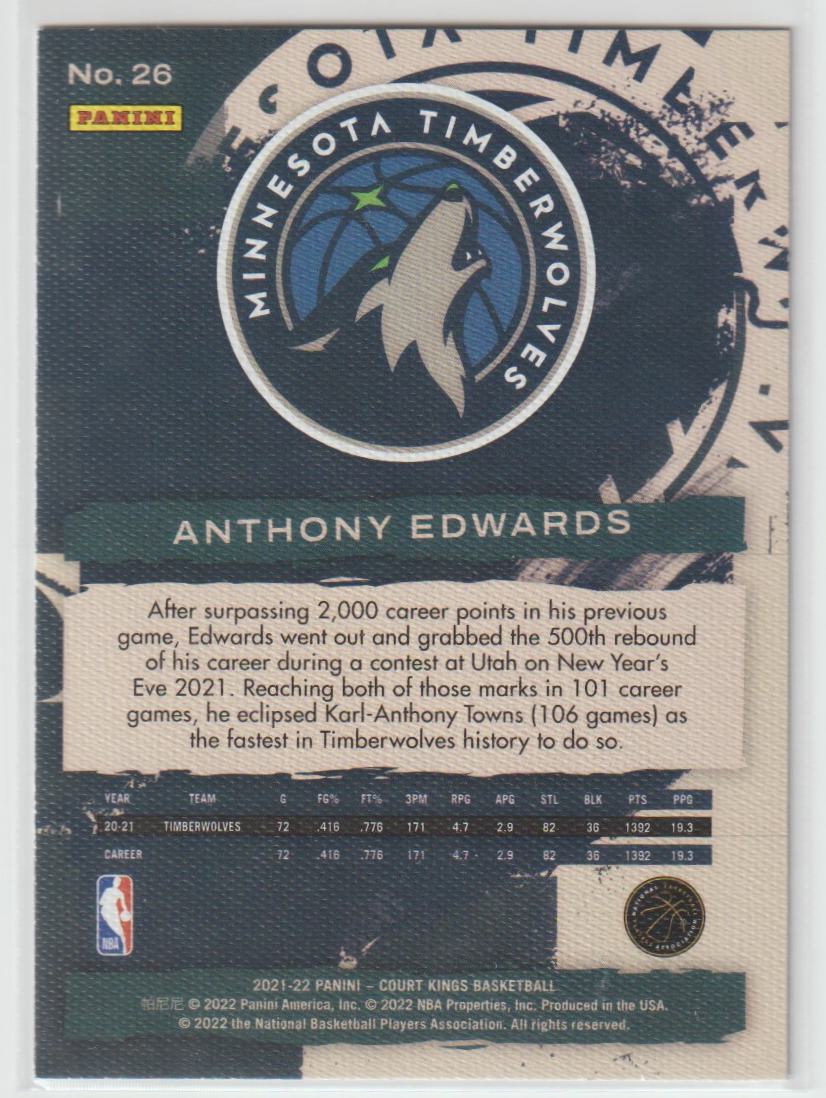 No. 26
PANINI
MINNESOTA TIMBERWOLVES
ANTHONY EDWARDS
After surpassing 2,000 career points in his previous
game, Edwards went out and grabbed the 500th rebound
of his career during a contest at Utah on New Year's
Eve 2021. Reaching both of those marks in 101 career
games, he eclipsed Karl-Anthony Towns (106 games) as
the fastest in Timberwolves history to do so.
YEAR TEAM G FG% FT% 3PM RPG APG STL BLK PTS PPG
20-21 TIMBERWOLVES 72 .416 .776 171 4.7 2.9 82 36 1392 19.3
CAREER 72 .416 .776 171 4.7 2.9 82 36 1392 19.3
NBA
2021-22 PANINI – COURT KINGS BASKETBALL
帕尼尼 © 2022 Panini America, Inc. © 2022 NBA Properties, Inc. Produced in the USA.
© 2022 the National Basketball Players Association. All rights reserved.